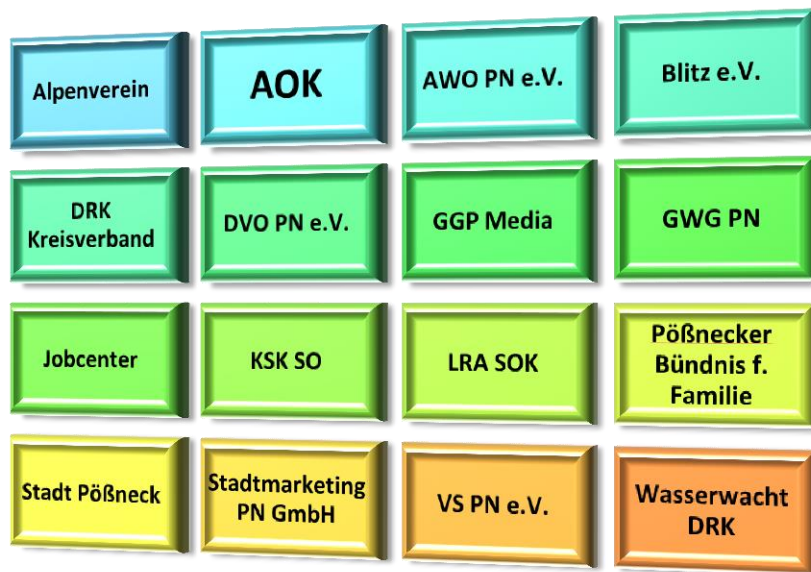 Alpenverein
AOK
AWO PN e.V.
Blitz e.V.
DRK
Kreisverband
DVO PN e.V.
GGP Media
GWG PN
Jobcenter
KSK SO
LRA SOK
Pößnecker
Bündnis f.
Familie
Stadt Pößneck
Stadtmarketing
PN GmbH
VS PN e.V.
Wasserwacht
DRK